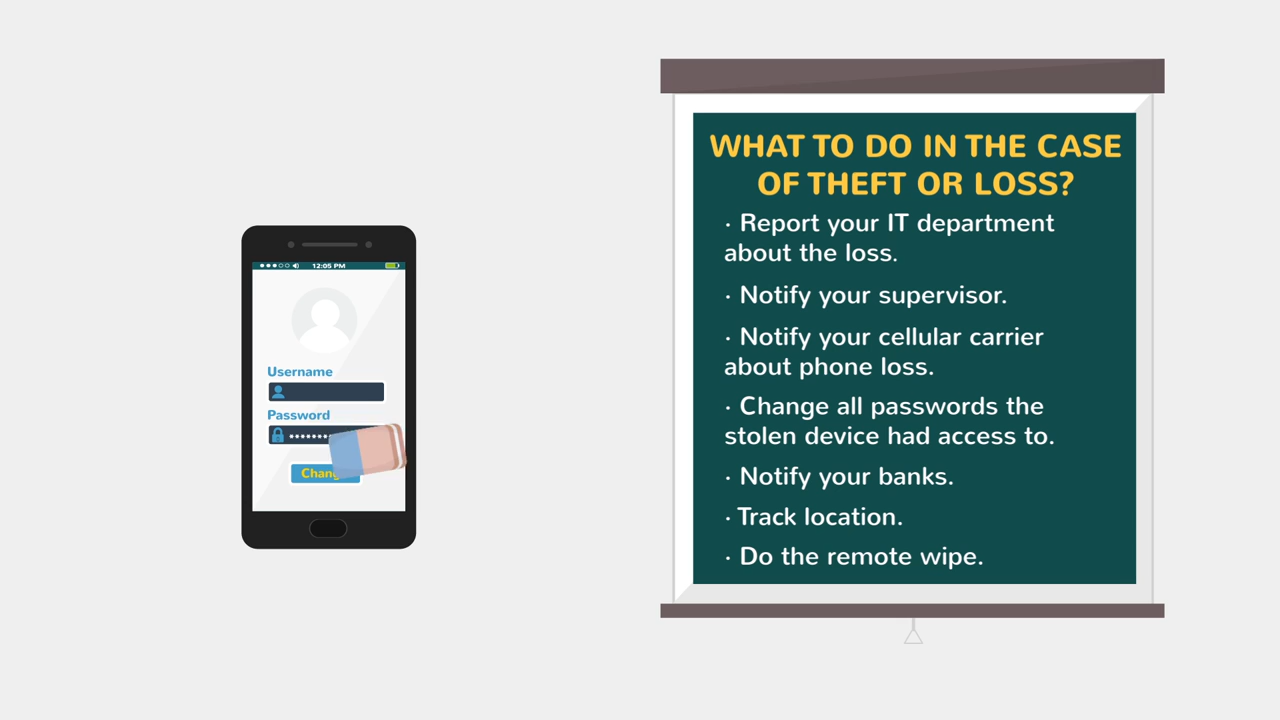 12:05 PM
Username
Password
********
WHAT TO DO IN THE CASE
OF THEFT OR LOSS?
· Report your IT department
about the loss.
· Notify your supervisor.
· Notify your cellular carrier
about phone loss.
· Change all passwords the
stolen device had access to.
· Notify your banks.
· Track location.
· Do the remote wipe.